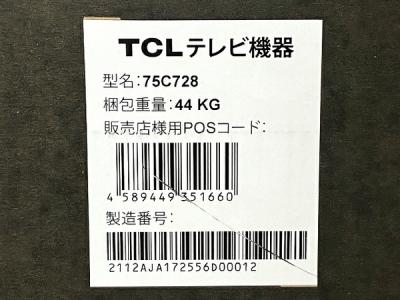 TCLテレビ機器
型名:75C728
梱包重量:44 KG
販売店様用POSコード:
4 589449 351660
製造番号:
2112AJA172556D00012